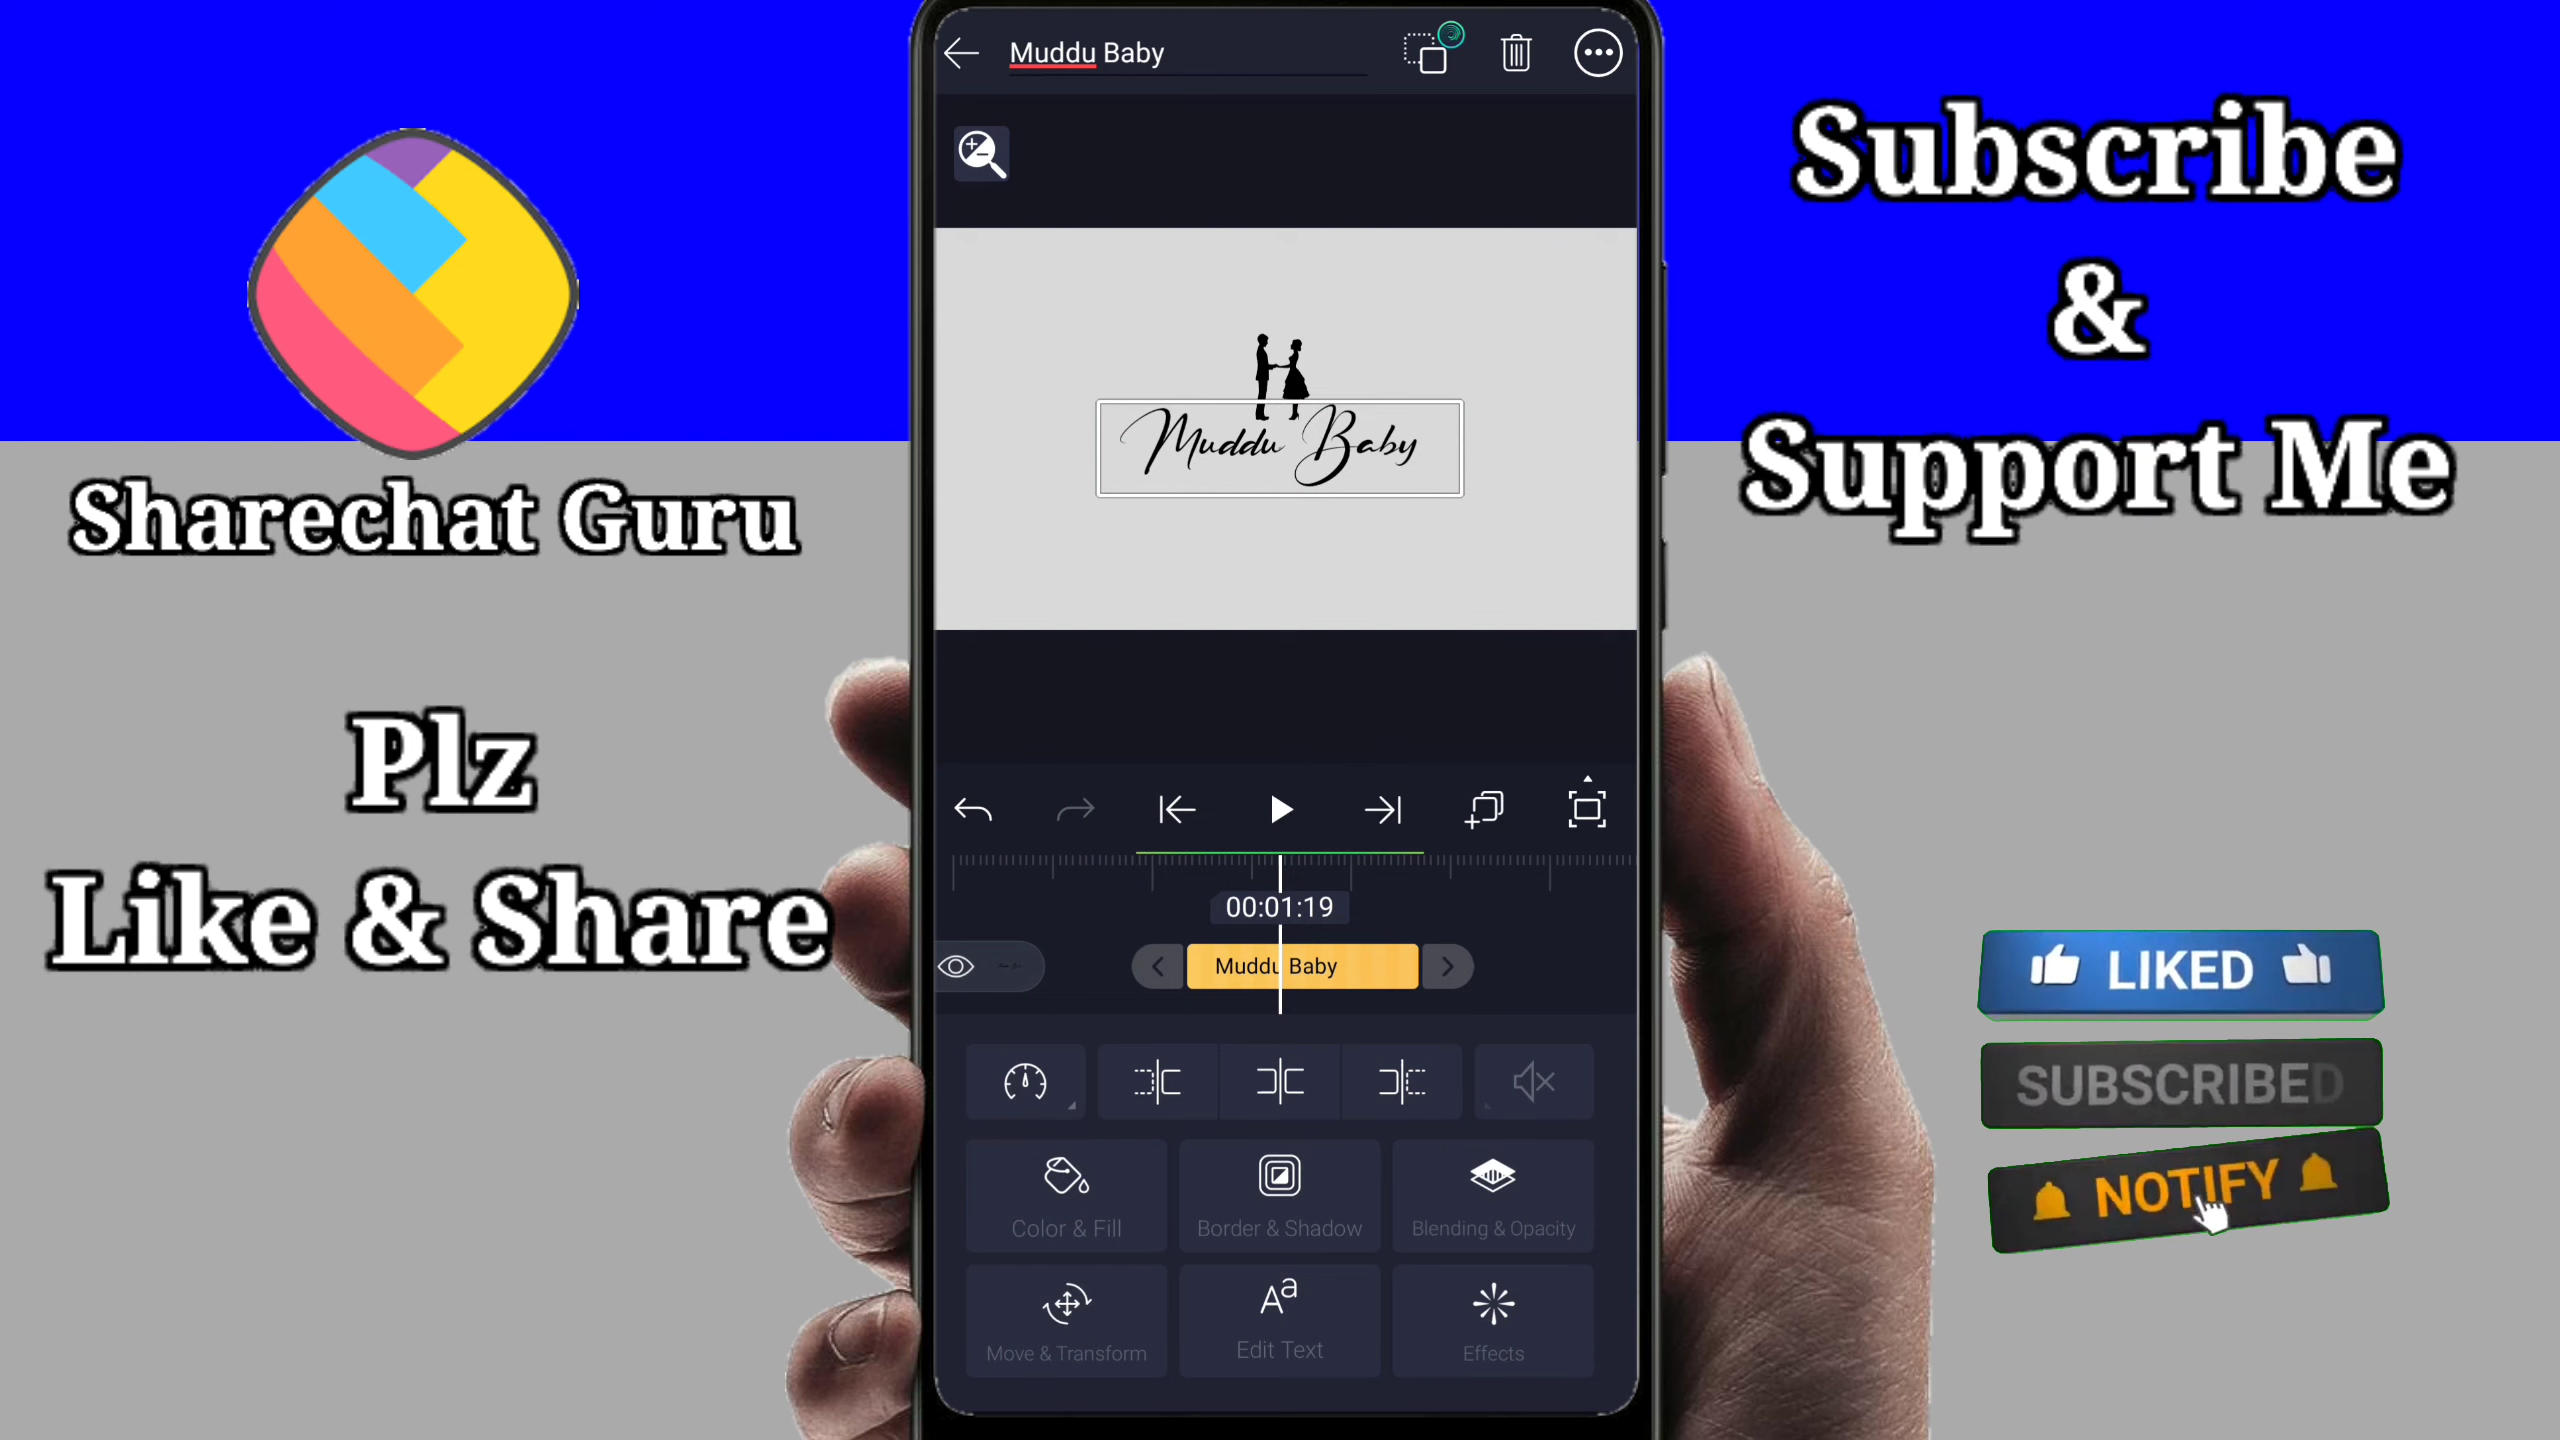 Muddu Baby
Muddu Baby
00:01:19
Muddu Baby
Color & Fill
Border & Shadow
Blending & Opacity
Move & Transform
Edit Text
Effects
Sharechat Guru
Plz
Like & Share
Subscribe
&
Support Me
LIKED
SUBSCRIBED
NOTIFY